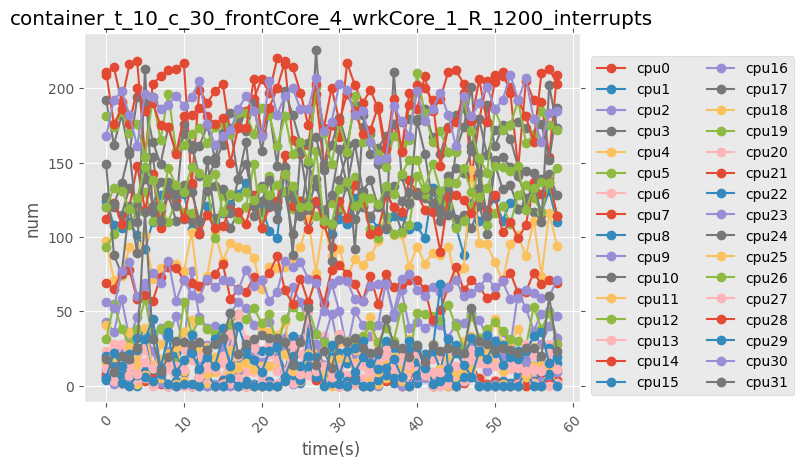 container_t_10_c_30_frontCore_4_wrkCore_1_R_1200_interrupts
num
200
150
100
50
0
0
10
20
30
40
50
60
time(s)
cpu0
cpu1
cpu2
cpu3
cpu4
cpu5
cpu6
cpu7
cpu8
cpu9
cpu10
cpu11
cpu12
cpu13
cpu14
cpu15
cpu16
cpu17
cpu18
cpu19
cpu20
cpu21
cpu22
cpu23
cpu24
cpu25
cpu26
cpu27
cpu28
cpu29
cpu30
cpu31